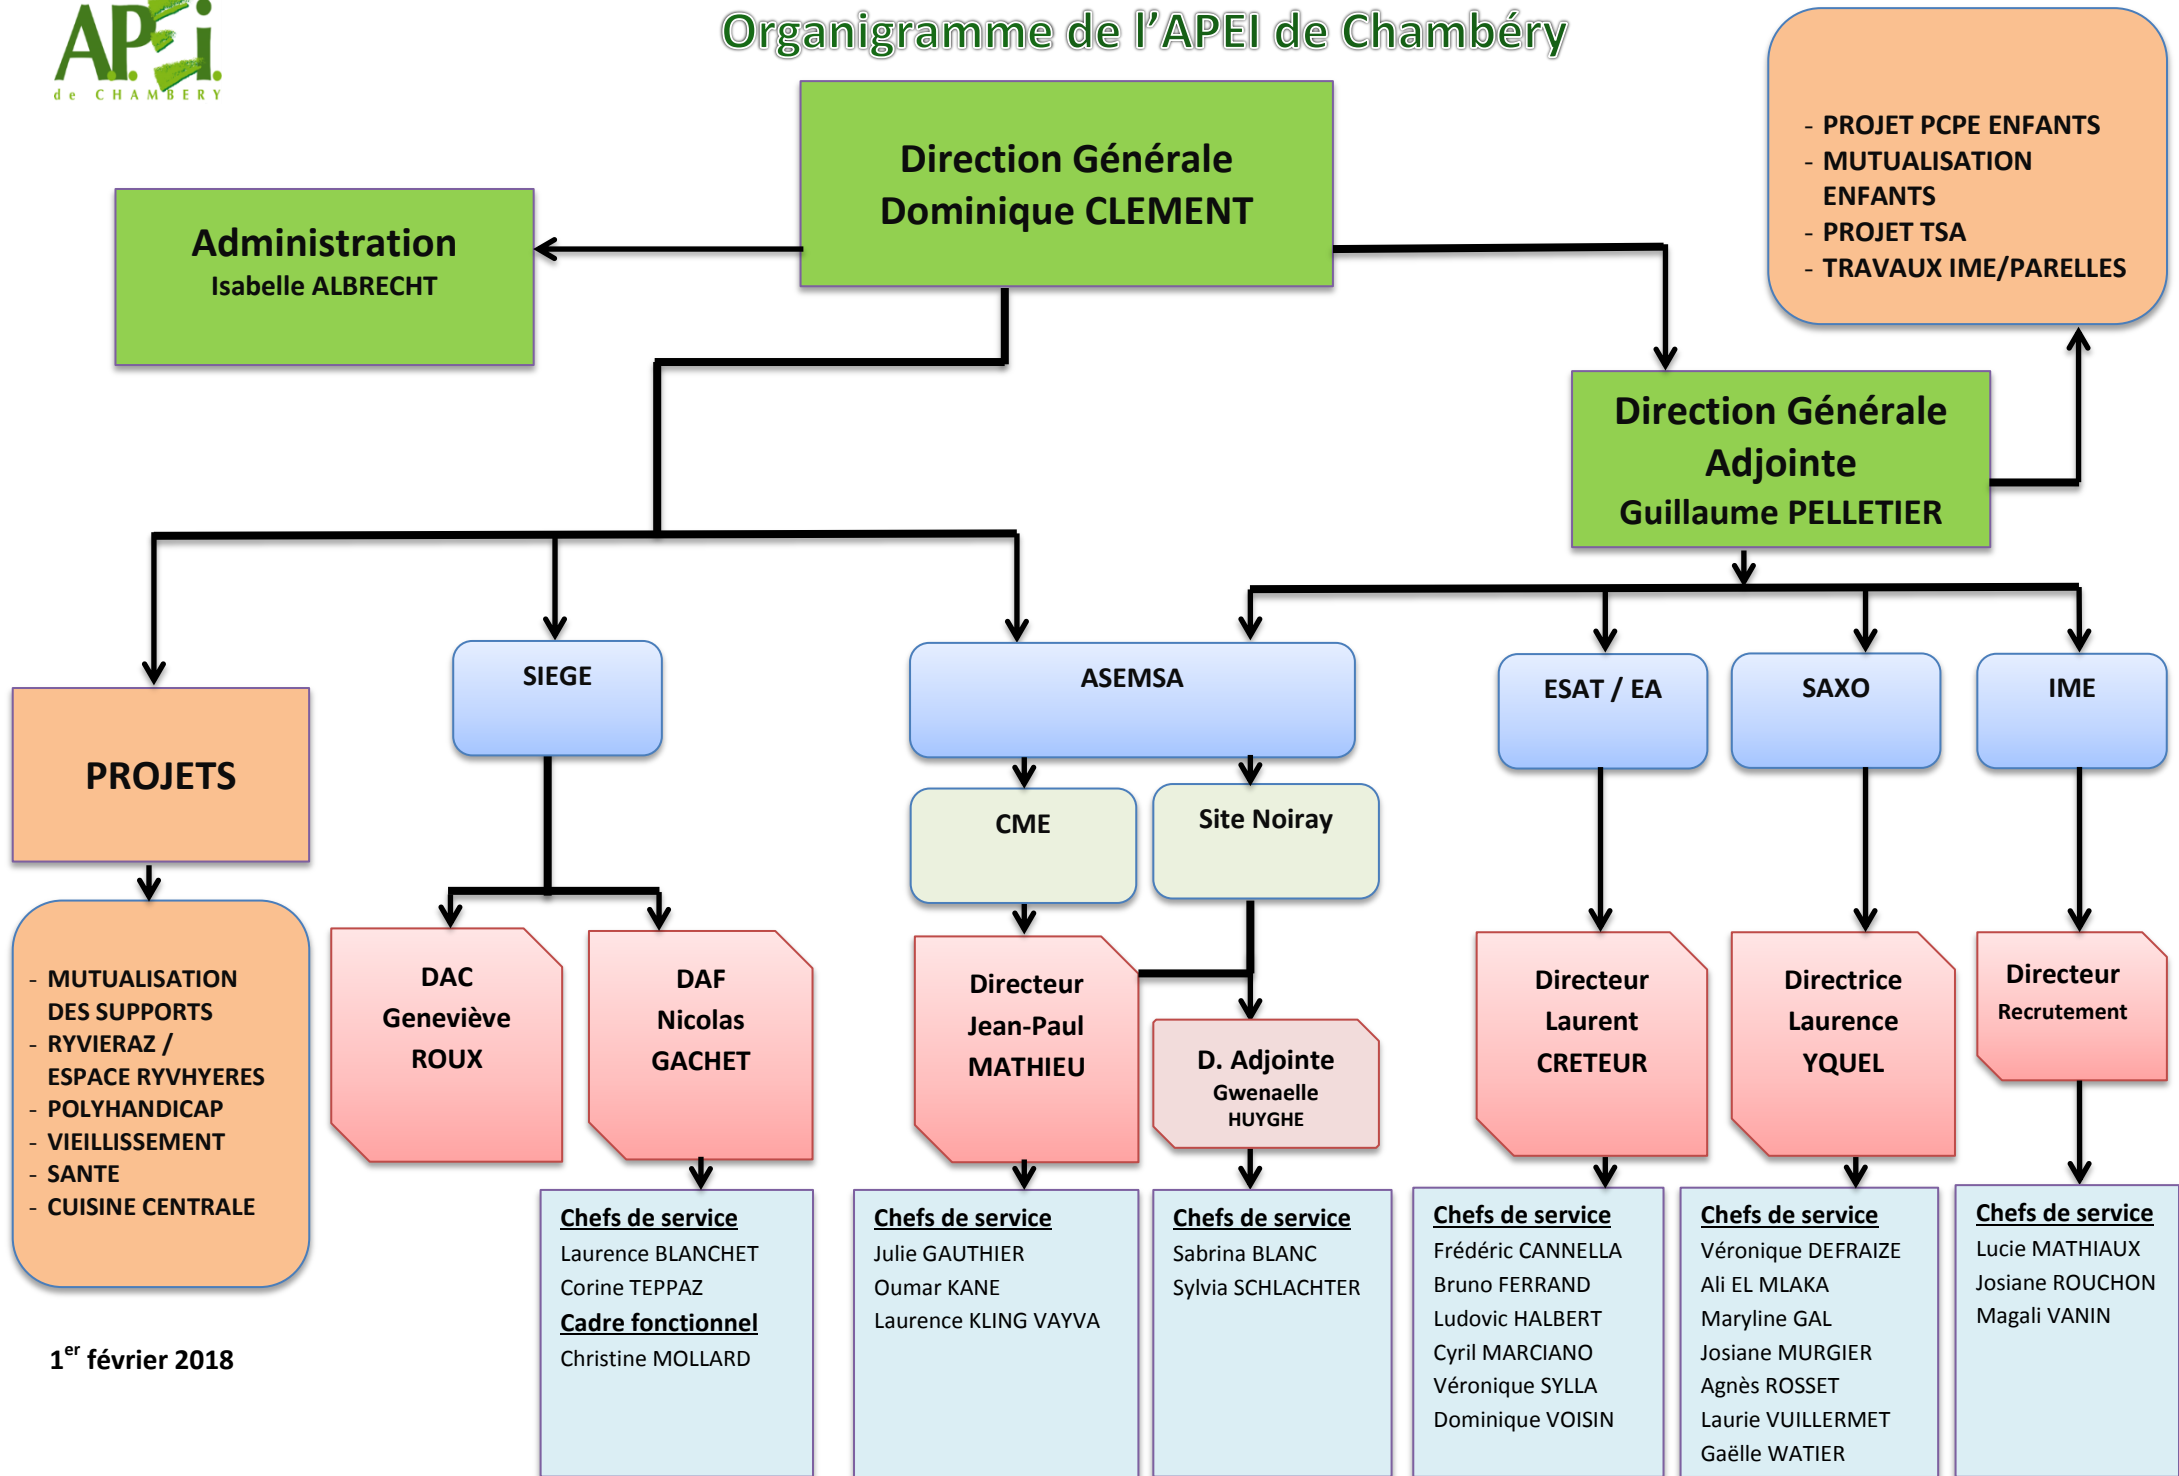 A.P.E.i.
de CHAMBERY
Organigramme de l'APEI de Chambéry
Direction Générale
Dominique CLEMENT
Administration
Isabelle ALBRECHT
- PROJET PCPE ENFANTS
- MUTUALISATION
ENFANTS
- PROJET TSA
- TRAVAUX IME/PARELLES
Direction Générale
Adjointe
Guillaume PELLETIER
PROJETS
SIEGE
ASEMSA
ESAT / EA
SAXO
IME
CME
Site Noiray
- MUTUALISATION
DES SUPPORTS
- RYVIERAZ /
ESPACE RYVHYERES
- POLYHANDICAP
- VIEILLISSEMENT
- SANTE
- CUISINE CENTRALE
DAC
Geneviève
ROUX
DAF
Nicolas
GACHET
Directeur
Jean-Paul
MATHIEU
D. Adjointe
Gwenaelle
HUYGHE
Directeur
Laurent
CRETEUR
Directrice
Laurence
YQUEL
Directeur
Recrutement
Chefs de service
Laurence BLANCHET
Corine TEPPAZ
Cadre fonctionnel
Christine MOLLARD
Chefs de service
Julie GAUTHIER
Oumar KANE
Laurence KLING VAYVA
Chefs de service
Sabrina BLANC
Sylvia SCHLACHTER
Chefs de service
Frédéric CANNELLA
Bruno FERRAND
Ludovic HALBERT
Cyril MARCIANO
Véronique SYLLA
Dominique VOISIN
Chefs de service
Véronique DEFRAIZE
Ali EL MLAKA
Maryline GAL
Josiane MURGIER
Agnès ROSSET
Laurie VUILLERMET
Gaëlle WATIER
Chefs de service
Lucie MATHIAUX
Josiane ROUCHON
Magali VANIN
1er février 2018